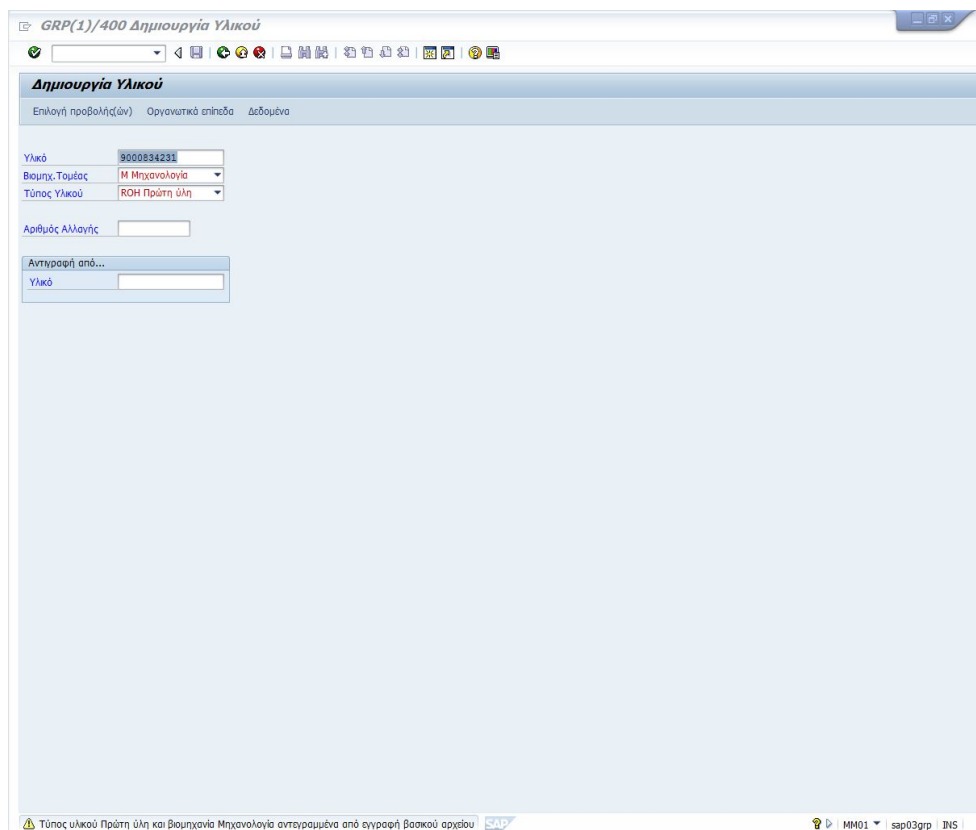 GRP(1)/400 Δημιουργία Υλικού
Δημιουργία Υλικού
Επιλογή προβολής(ών) Οργανωτικά επίπεδα Δεδομένα
Υλικό 9000834231
Βιομηχ.Τομέας M Μηχανολογία
Τύπος Υλικού ROH Πρώτη ύλη
Αριθμός Αλλαγής
Αντιγραφή από...
Υλικό
Τύπος υλικού Πρώτη ύλη και βιομηχανία Μηχανολογία αντεγραμμένα από εγγραφή βασικού αρχείου SAP MM01 sap03grp INS